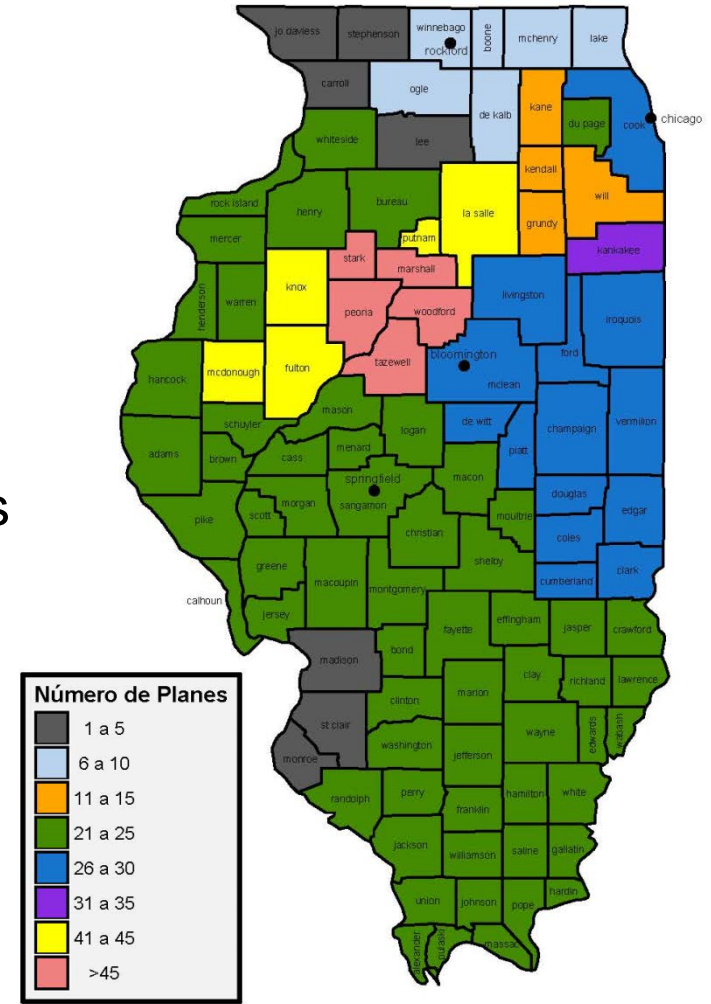 jo daviess
stephenson
winnebago
rockford
boone
mchenry
lake
carroll
ogle
de kalb
kane
cook
chicago
du page
whiteside
lee
kendall
will
rock island
henry
bureau
la salle
grundy
mercer
putnam
kankakee
stark
marshall
henderson
warren
knox
peoria
woodford
livingston
iroquois
ford
tazewell
bloomington
mclean
hancock
mcdonough
fulton
mason
schuyler
logan
de witt
champaign
vermilion
adams
brown
cass
menard
macon
piatt
springfield
sangamon
s
pike
scott
morgan
christian
moultrie
douglas
edgar
coles
shelby
greene
macoupin
montgomery
cumberland
clark
calhoun
jersey
fayette
effingham
jasper
crawford
madison
bond
clay
richland
lawrence
marion
clinton
st clair
wayne
edwards
wabash
washington
jefferson
monroe
randolph
perry
franklin
hamilton
white
jackson
williamson
saline
gallatin
union
johnson
pope
hardin
alexander
pulaski
massac
Número de Planes
1 a 5
6 a 10
11 a 15
21 a 25
26 a 30
31 a 35
41 a 45
>45